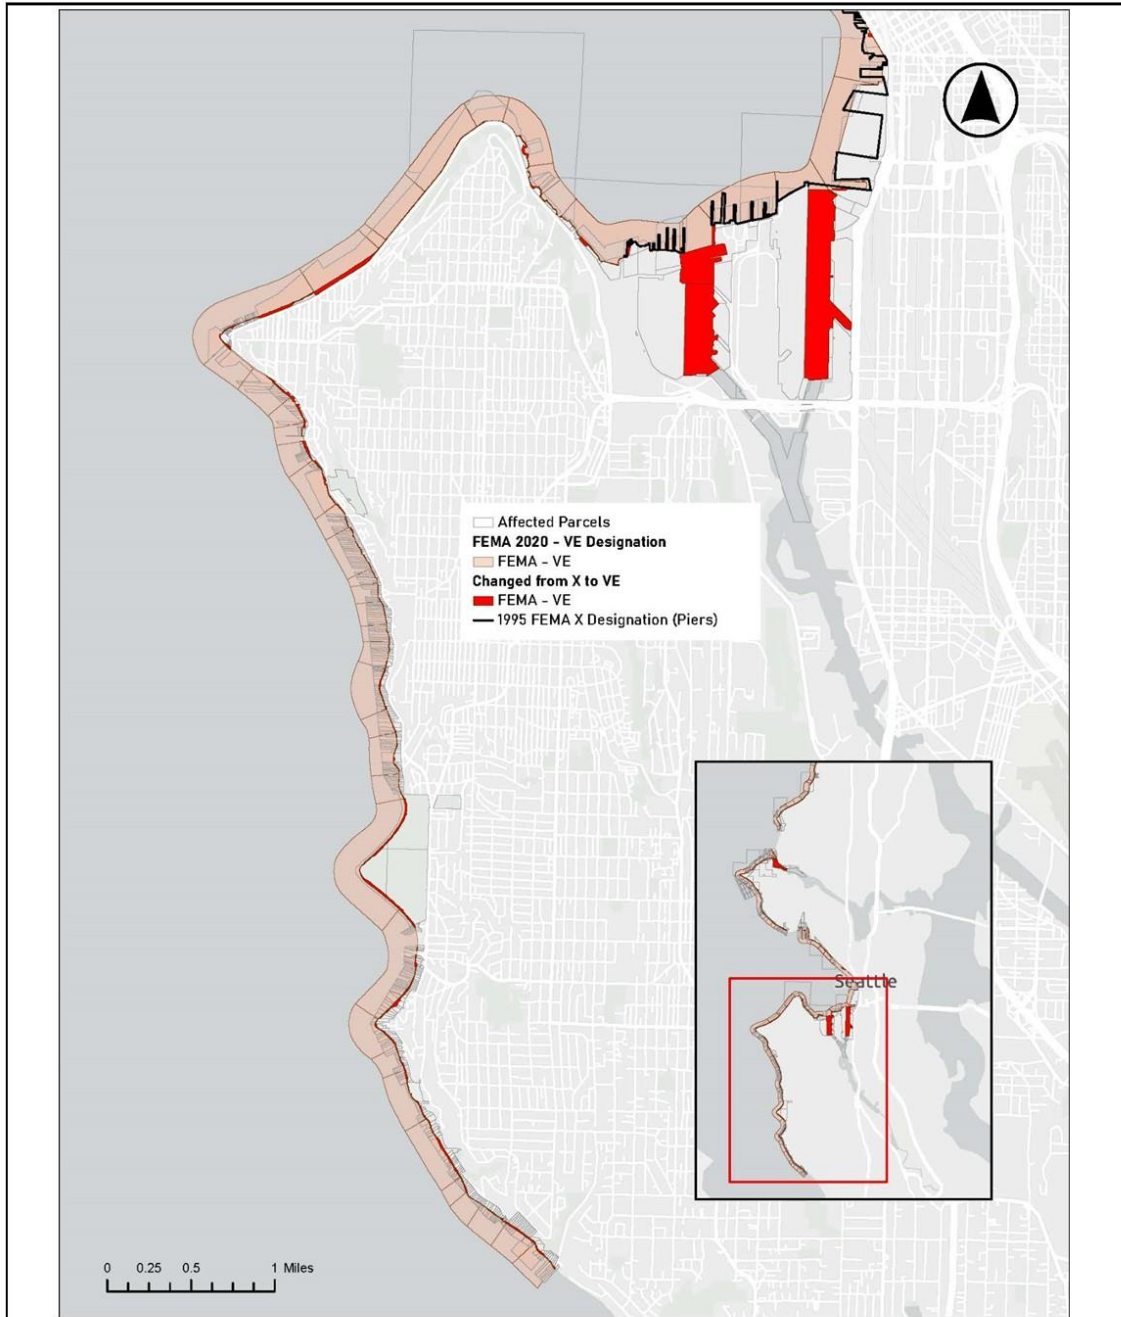 Affected Parcels
FEMA 2020 - VE Designation
FEMA - VE
Changed from X to VE
FEMA - VE
1995 FEMA X Designation (Piers)
Seattle
0 0.25 0.5 1 Miles